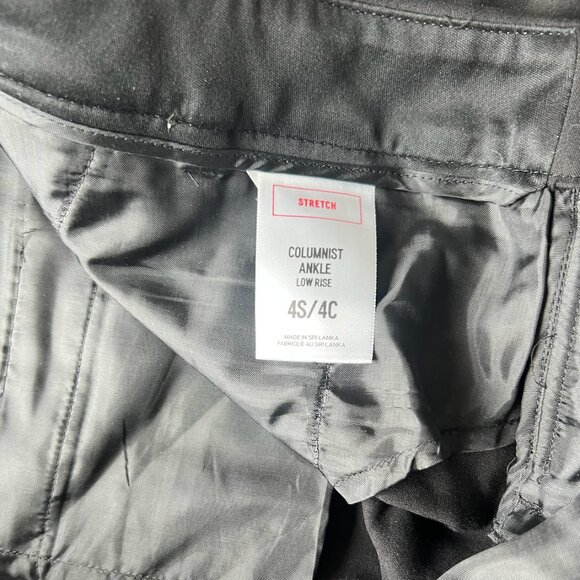 STRETCH
COLUMNIST
ANKLE
LOW RISE
4S/4C
MADE IN SRI LANKA
FABRIQUÉ AU SRI LANKA